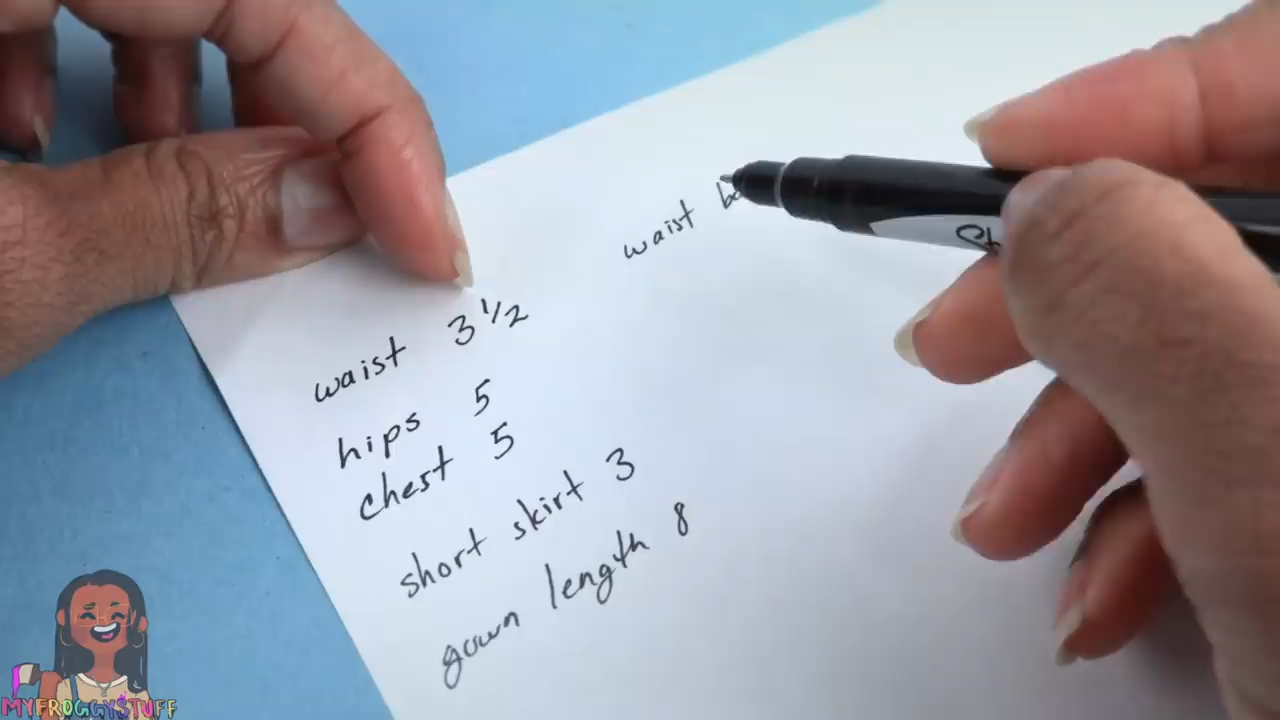 waist 3 1/2
hips 5
chest 5
short skirt 3
gown length 8
waist
MYFROGGYSTUFF